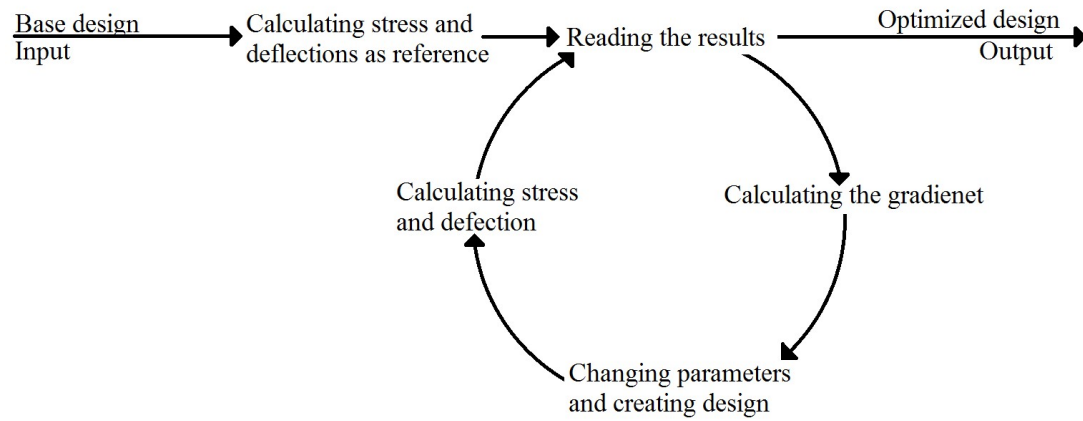 Base design
Input
Calculating stress and
deflections as reference
Reading the results
Optimized design
Output
Calculating the gradienet
Changing parameters
and creating design
Calculating stress
and defection